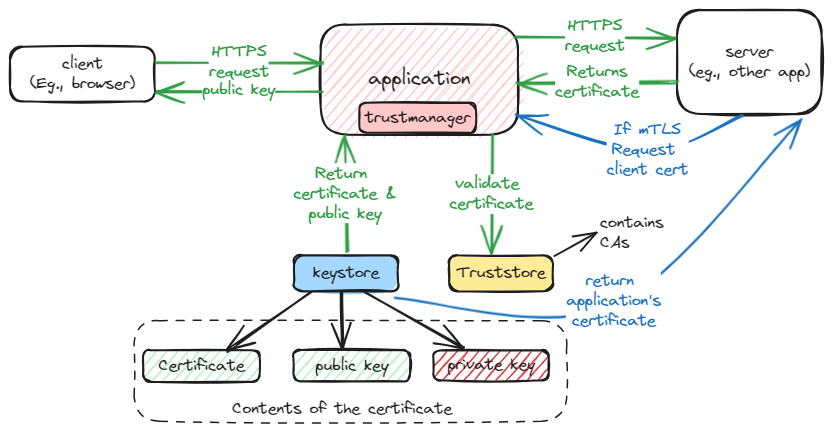 client
(Eg., browser)
HTTPS
request
public key
application
trustmanager
HTTPS
request
Returns
certificate
server
(eg., other app)
If mTLS
Request
client cert
Return
certificate &
public key
validate
certificate
contains
CAs
keystore
Truststore
return
application's
certificate
Certificate
public key
private key
Contents of the certificate